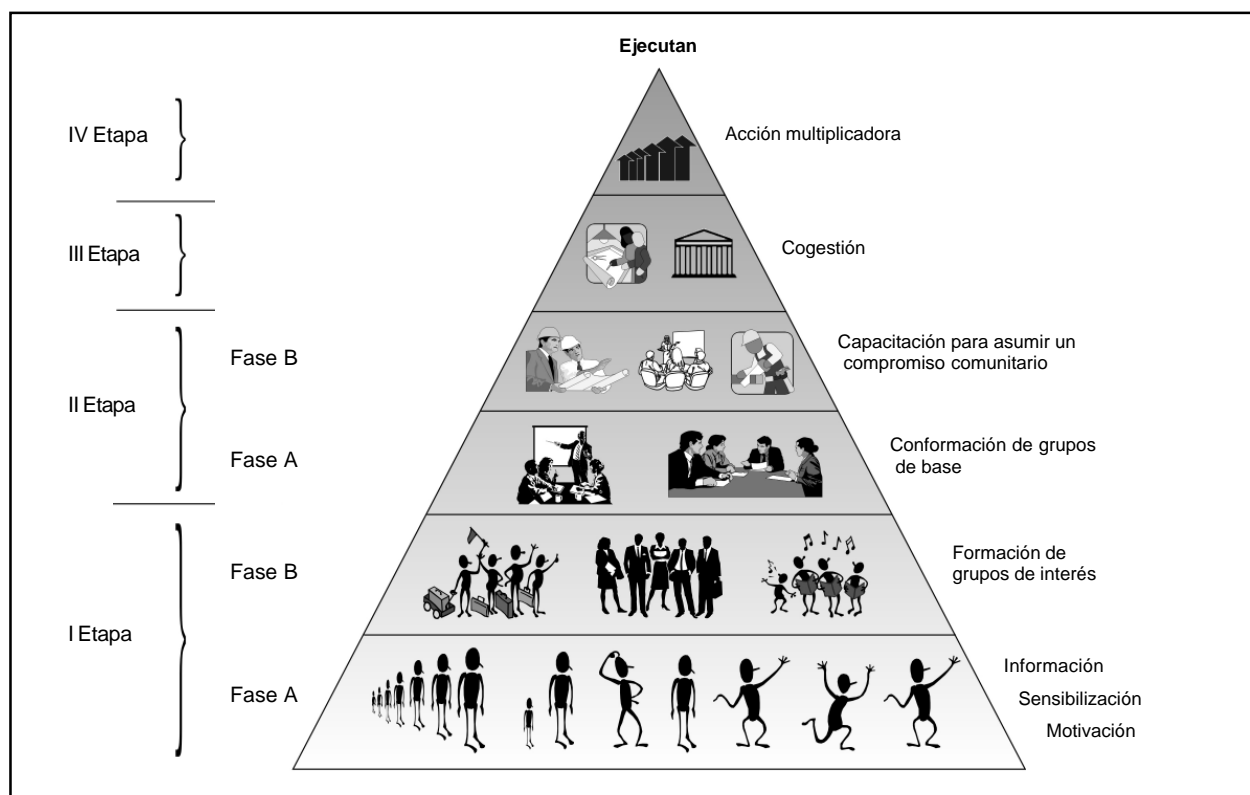 Ejecutan
IV Etapa
Acción multiplicadora
III Etapa
Cogestión
II Etapa
Fase B
Capacitación para asumir un
compromiso comunitario
Fase A
Conformación de grupos
de base
I Etapa
Fase B
Formación de
grupos de interés
Fase A
Información
Sensibilización
Motivación